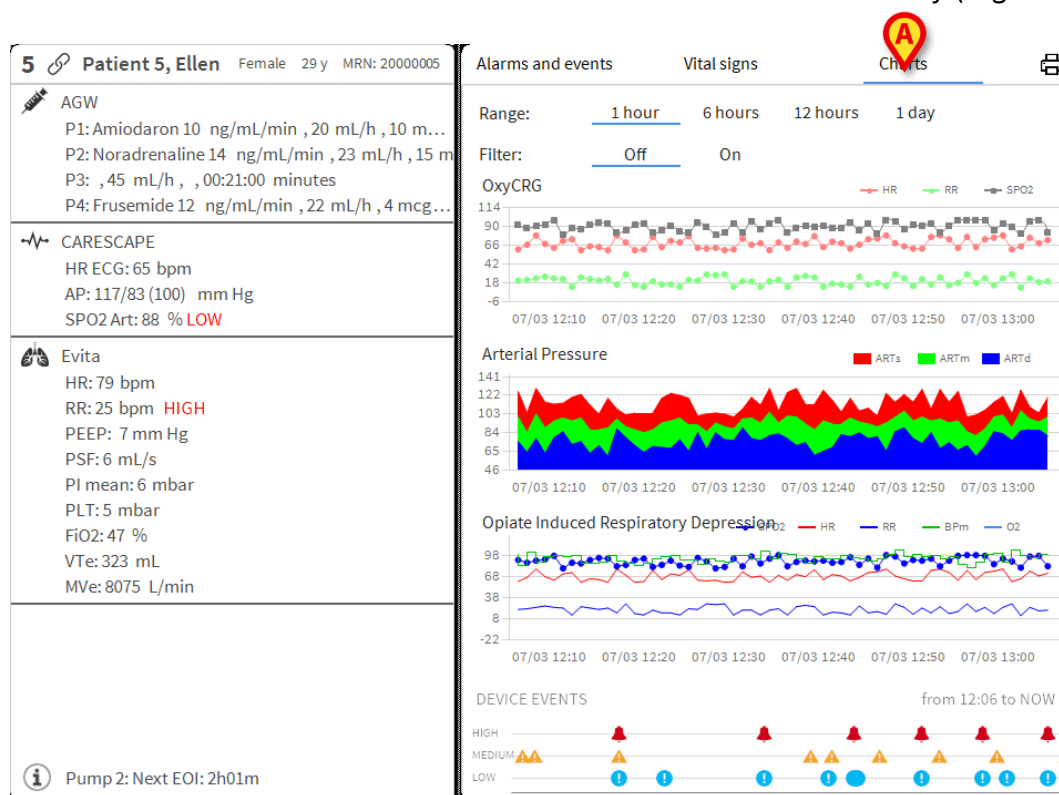 A
5 Patient 5, Ellen Female 29 y MRN: 20000005
AGW
P1: Amiodaron 10 ng/mL/min , 20 mL/h , 10 m...
P2: Noradrenaline 14 ng/mL/min , 23 mL/h , 15 m
P3: , 45 mL/h , , 00:21:00 minutes
P4: Frusemide 12 ng/mL/min , 22 mL/h , 4 mcg...
CARESCAPE
HR ECG: 65 bpm
AP: 117/83 (100) mm Hg
SPO2 Art: 88 % LOW
Evita
HR: 79 bpm
RR: 25 bpm HIGH
PEEP: 7 mm Hg
PSF: 6 mL/s
PI mean: 6 mbar
PLT: 5 mbar
FiO2: 47 %
VTe: 323 mL
MVe: 8075 L/min
Pump 2: Next EOI: 2h01m
Alarms and events Vital signs Charts
Range: 1 hour 6 hours 12 hours 1 day
Filter: Off On
OxyCRG HR RR SPO2
114
90
66
42
18
-6
07/03 12:10 07/03 12:20 07/03 12:30 07/03 12:40 07/03 12:50 07/03 13:00
Arterial Pressure ARTs ARTm ARTd
141
122
103
84
65
46
07/03 12:10 07/03 12:20 07/03 12:30 07/03 12:40 07/03 12:50 07/03 13:00
Opiate Induced Respiratory Depression SPO2 HR RR BPm O2
98
68
38
8
-22
07/03 12:10 07/03 12:20 07/03 12:30 07/03 12:40 07/03 12:50 07/03 13:00
DEVICE EVENTS from 12:06 to NOW
HIGH
MEDIUM
LOW